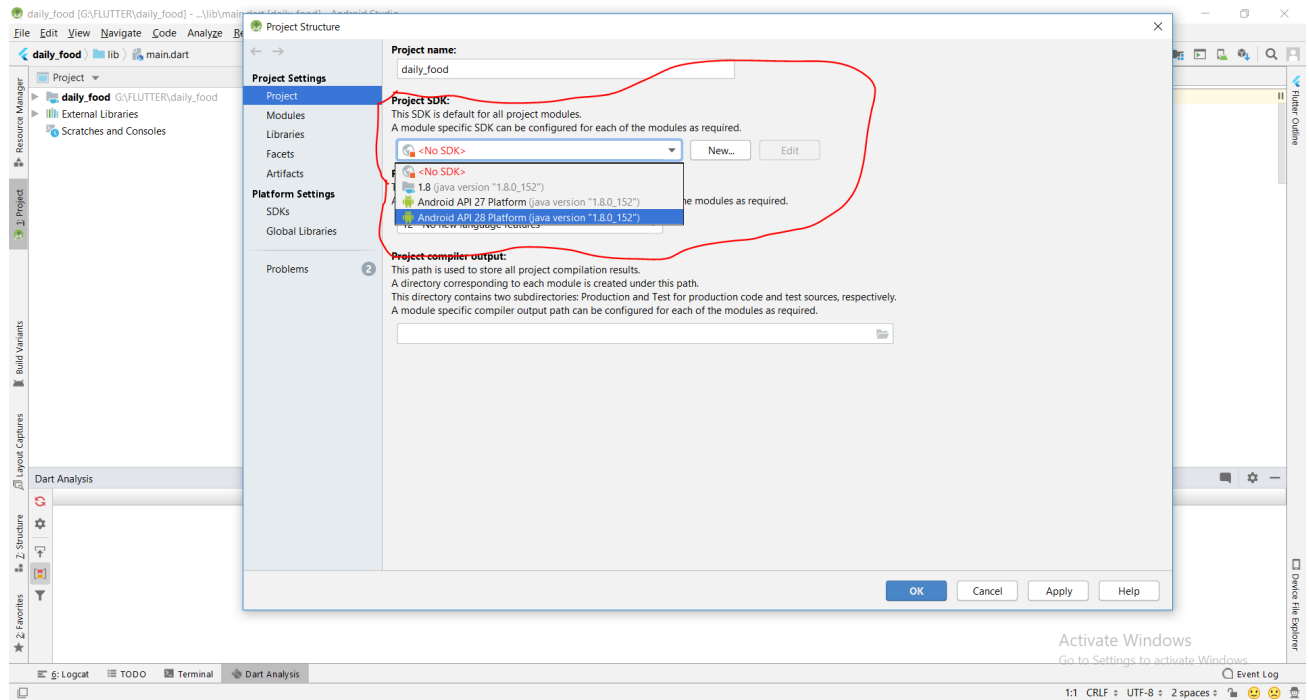 daily_food [G:\FLUTTER\daily_food] - ...\lib\main.dart [daily_food] - Android Studio
File Edit View Navigate Code Analyze Re
daily_food lib main.dart
Project
daily_food G:\FLUTTER\daily_food
External Libraries
Scratches and Consoles
Resource Manager
1: Project
Build Variants
Layout Captures
Z: Structure
2: Favorites
Project Structure
Project Settings
Project
Modules
Libraries
Facets
Artifacts
Platform Settings
SDKs
Global Libraries
Problems 2
Project name:
daily_food
Project SDK:
This SDK is default for all project modules.
A module specific SDK can be configured for each of the modules as required.
<No SDK> New... Edit
<No SDK>
1.8 (java version "1.8.0_152")
Android API 27 Platform (java version "1.8.0_152") he modules as required.
Android API 28 Platform (java version "1.8.0_152")
12 - No new language features
Project compiler output:
This path is used to store all project compilation results.
A directory corresponding to each module is created under this path.
This directory contains two subdirectories: Production and Test for production code and test sources, respectively.
A module specific compiler output path can be configured for each of the modules as required.
OK Cancel Apply Help
Flutter Outline
Device File Explorer
Dart Analysis
Activate Windows
Go to Settings to activate Windows.
6: Logcat TODO Terminal Dart Analysis Event Log
1:1 CRLF UTF-8 2 spaces